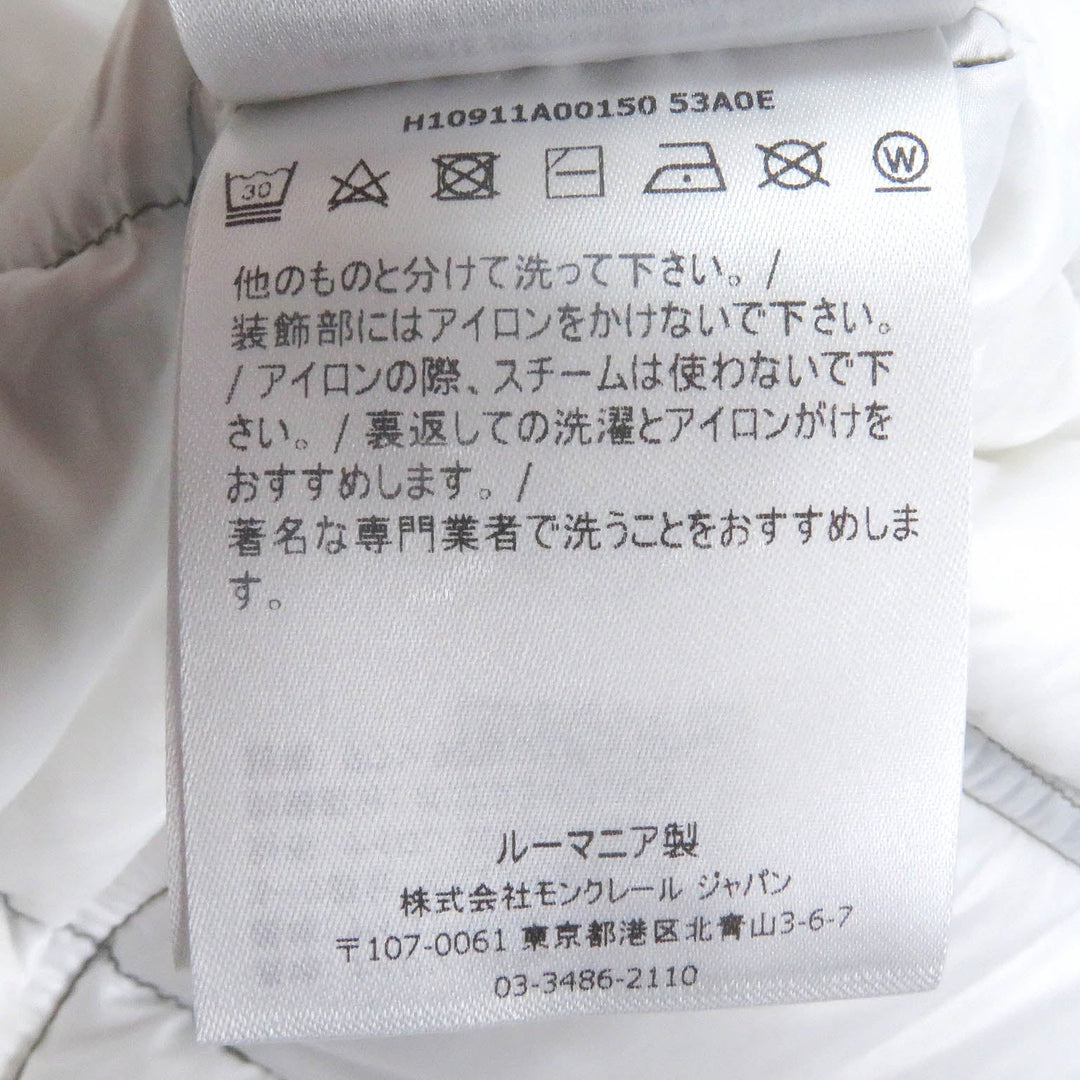 H10911A00150 53A0E
30 W
他のものと分けて洗って下さい。/
装飾部にはアイロンをかけないで下さい。
/ アイロンの際、スチームは使わないで下
さい。/ 裏返しての洗濯とアイロンがけを
おすすめします。/
著名な専門業者で洗うことをおすすめしま
す。
ルーマニア製
株式会社モンクレール ジャパン
〒107-0061 東京都港区北青山3-6-7
03-3486-2110